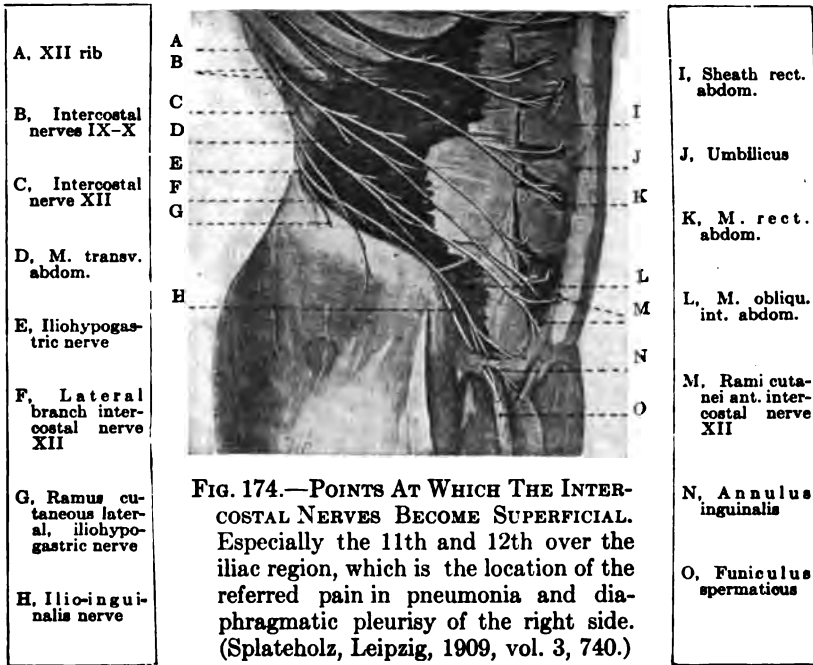 A, XII rib
B, Intercostal
nerves IX-X
C, Intercostal
nerve XII
D, M. transv.
abdom.
E, Iliohypogas-
tric nerve
F, Lateral
branch inter-
costal nerve
XII
G, Ramus cu-
taneous later-
al, iliohypo-
gastric nerve
H, Ilio-ingui-
nalis nerve
A
B
C
D
E
F
G
H
I
J
K
L
M
N
O
I, Sheath rect.
abdom.
J, Umbilicus
K, M. rect.
abdom.
L, M. obliqu.
int. abdom.
M, Rami cuta-
nei ant. inter-
costal nerve
XII
N, Annulus
inguinalis
O, Funiculus
spermaticus
FIG. 174.—POINTS AT WHICH THE INTER-
COSTAL NERVES BECOME SUPERFICIAL.
Especially the 11th and 12th over the
iliac region, which is the location of the
referred pain in pneumonia and dia-
phragmatic pleurisy of the right side.
(Splateholz, Leipzig, 1909, vol. 3, 740.)